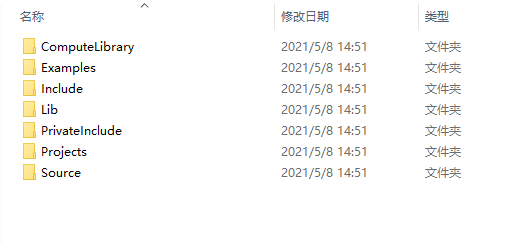 名称 修改日期 类型
ComputeLibrary 2021/5/8 14:51 文件夹
Examples 2021/5/8 14:51 文件夹
Include 2021/5/8 14:51 文件夹
Lib 2021/5/8 14:51 文件夹
PrivateInclude 2021/5/8 14:51 文件夹
Projects 2021/5/8 14:51 文件夹
Source 2021/5/8 14:51 文件夹